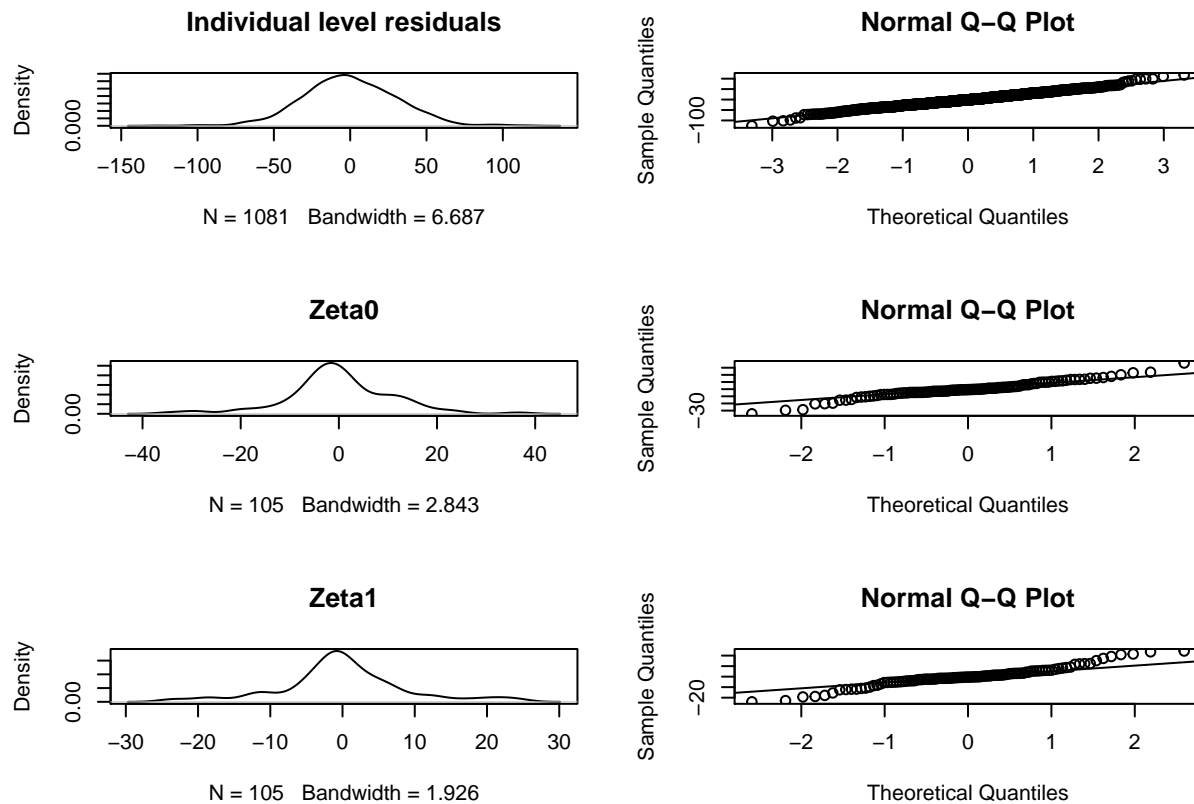 Individual level residuals
Density
0.000
−150 −100 −50 0 50 100
N = 1081 Bandwidth = 6.687
Normal Q−Q Plot
Sample Quantiles
−100
−3 −2 −1 0 1 2 3
Theoretical Quantiles
Zeta0
Density
0.00
−40 −20 0 20 40
N = 105 Bandwidth = 2.843
Normal Q−Q Plot
Sample Quantiles
−30
−2 −1 0 1 2
Theoretical Quantiles
Zeta1
Density
0.00
−30 −20 −10 0 10 20 30
N = 105 Bandwidth = 1.926
Normal Q−Q Plot
Sample Quantiles
−20
−2 −1 0 1 2
Theoretical Quantiles